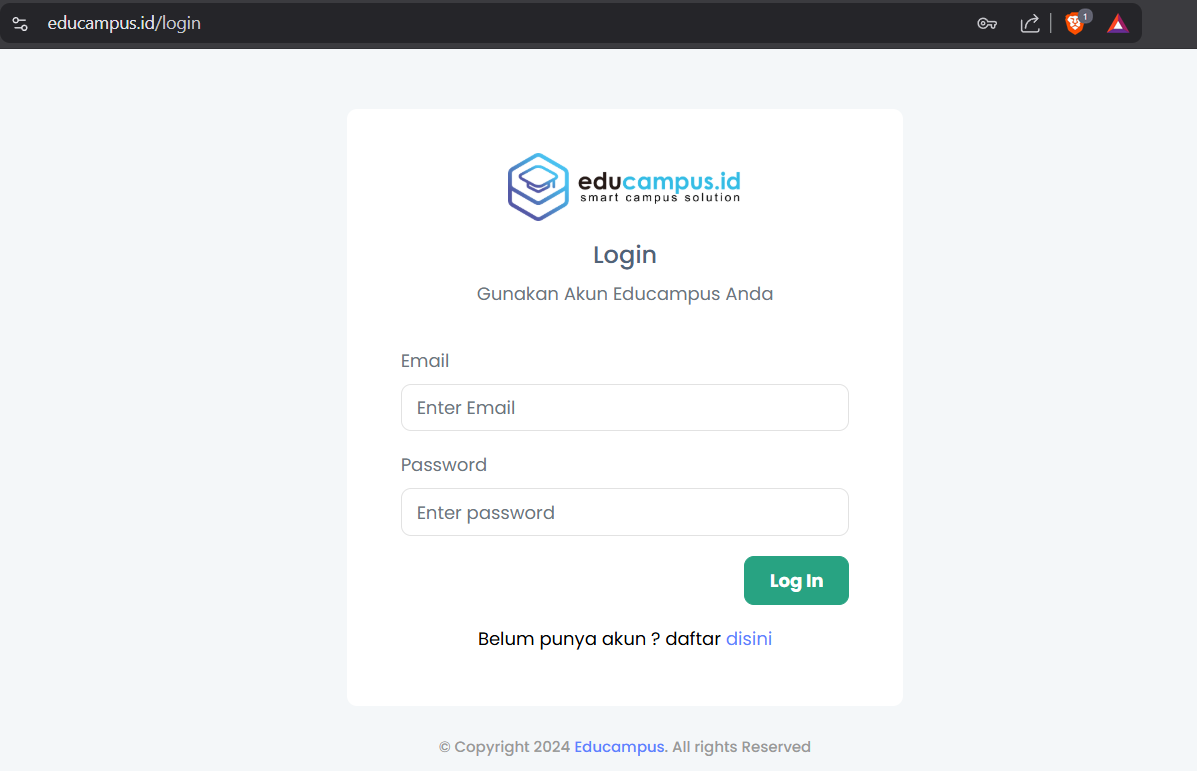 educampus.id/login
1
educampus.id
smart campus solution
Login
Gunakan Akun Educampus Anda
Email
Enter Email
Password
Enter password
Log In
Belum punya akun ? daftar disini
© Copyright 2024 Educampus. All rights Reserved